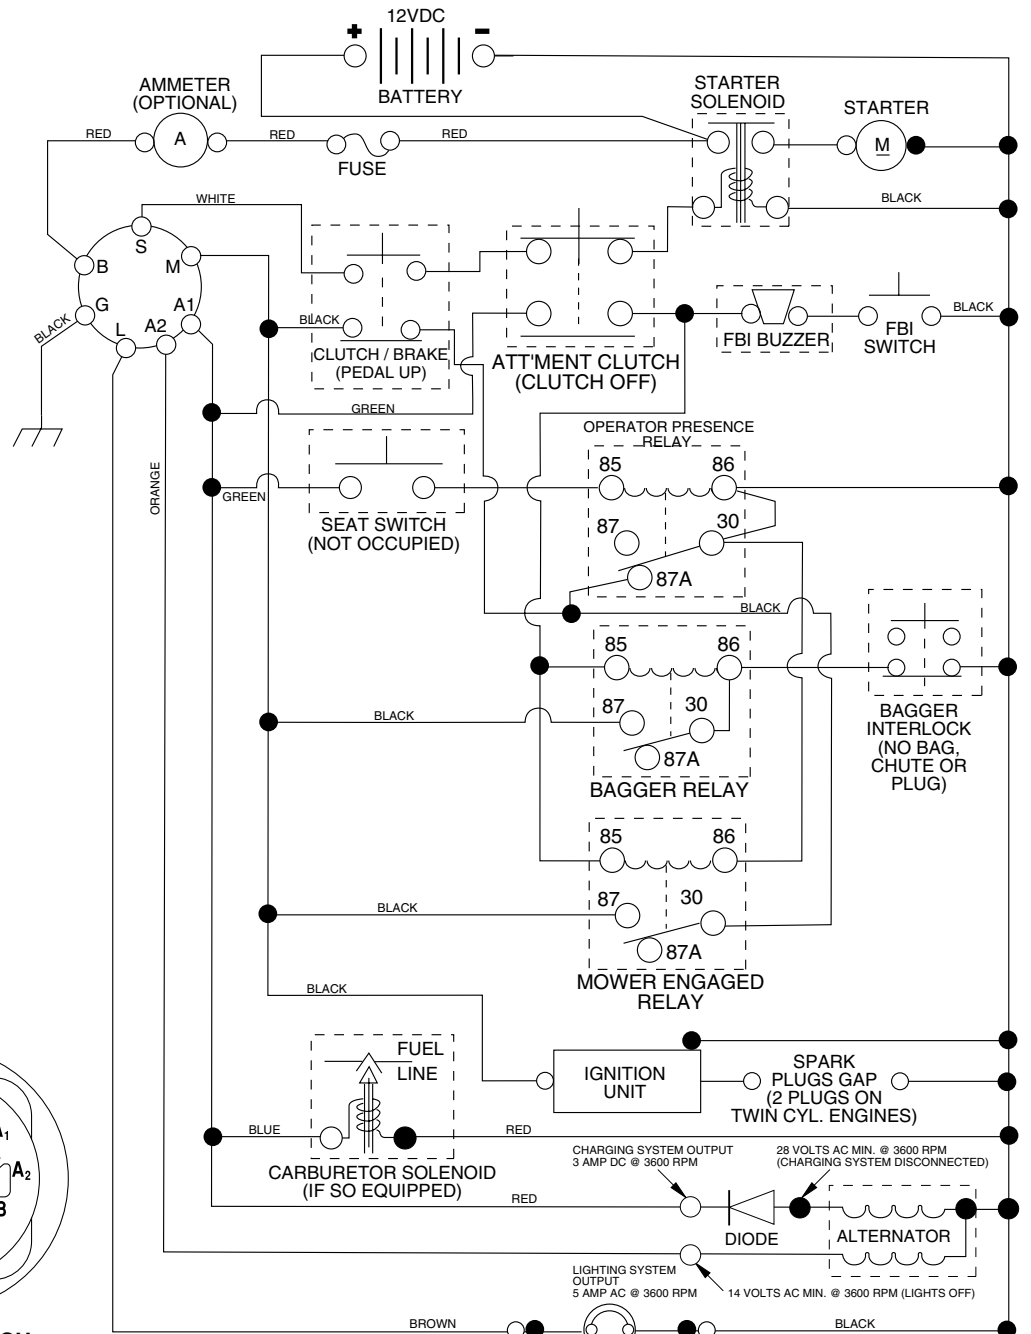 12VDC
+
-
BATTERY
AMMETER
(OPTIONAL)
STARTER
SOLENOID
STARTER
RED
A
RED
FUSE
RED
M
WHITE
BLACK
S
B
M
G
A1
A2
L
BLACK
BLACK
CLUTCH / BRAKE
(PEDAL UP)
ATT'MENT CLUTCH
(CLUTCH OFF)
FBI BUZZER
FBI
SWITCH
BLACK
GREEN
OPERATOR PRESENCE
RELAY
85
86
87
30
87A
ORANGE
GREEN
SEAT SWITCH
(NOT OCCUPIED)
BLACK
85
86
87
30
87A
BAGGER RELAY
BLACK
BAGGER
INTERLOCK
(NO BAG,
CHUTE OR
PLUG)
85
86
87
30
87A
MOWER ENGAGED
RELAY
BLACK
BLACK
FUEL
LINE
IGNITION
UNIT
SPARK
PLUGS GAP
(2 PLUGS ON
TWIN CYL. ENGINES)
BLUE
RED
CARBURETOR SOLENOID
(IF SO EQUIPPED)
CHARGING SYSTEM OUTPUT
3 AMP DC @ 3600 RPM
28 VOLTS AC MIN. @ 3600 RPM
(CHARGING SYSTEM DISCONNECTED)
RED
DIODE
ALTERNATOR
LIGHTING SYSTEM
OUTPUT
5 AMP AC @ 3600 RPM
14 VOLTS AC MIN. @ 3600 RPM (LIGHTS OFF)
BROWN
BLACK
A1
A2
B